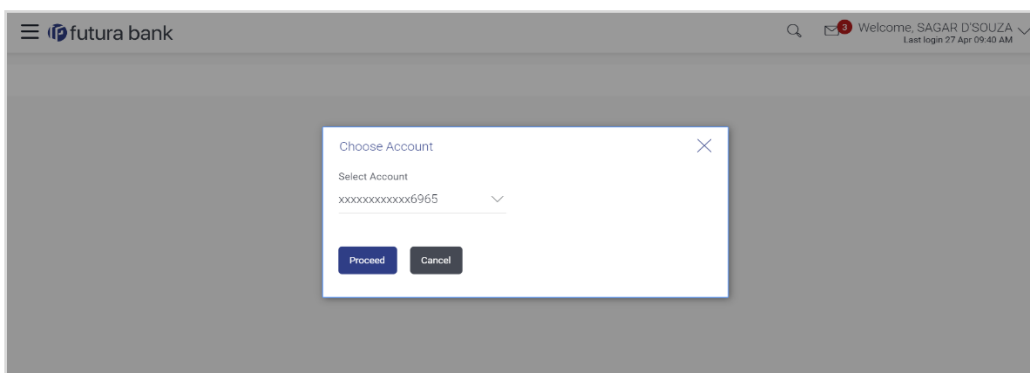 futura bank
3
Welcome, SAGAR D'SOUZA
Last login 27 Apr 09:40 AM
Choose Account
Select Account
xxxxxxxxxxxx6965
Proceed
Cancel